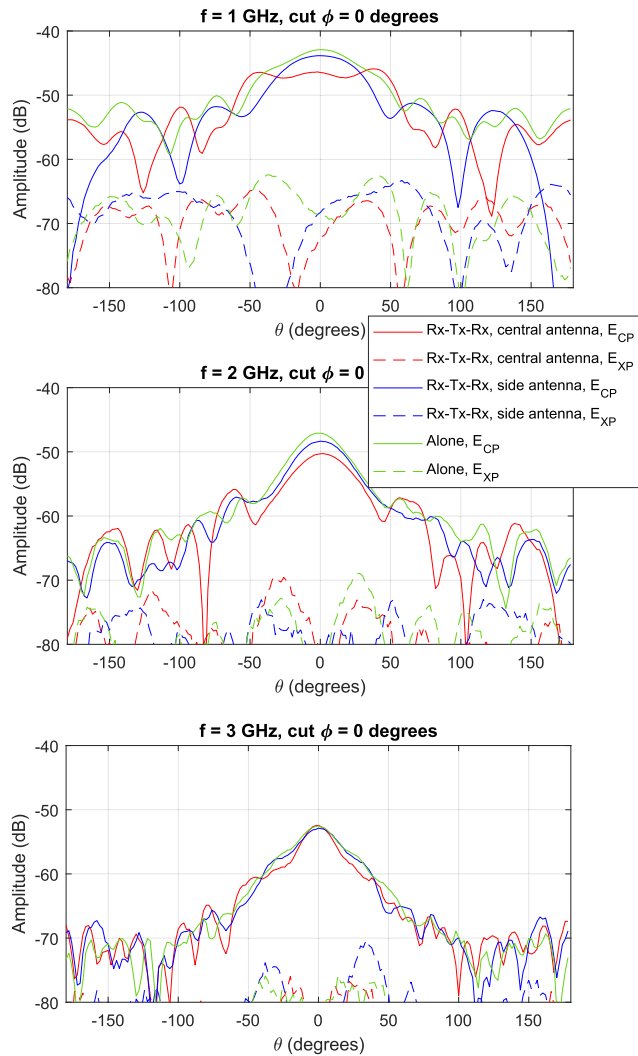 f = 1 GHz, cut ϕ = 0 degrees
-40
-50
-60
-70
-80
Amplitude (dB)
-150 -100 -50 0 50 100 150
θ (degrees)
Rx-Tx-Rx, central antenna, E_CP
Rx-Tx-Rx, central antenna, E_XP
Rx-Tx-Rx, side antenna, E_CP
Rx-Tx-Rx, side antenna, E_XP
Alone, E_CP
Alone, E_XP
f = 2 GHz, cut ϕ = 0
-40
-50
-60
-70
-80
Amplitude (dB)
-150 -100 -50 0 50 100 150
θ (degrees)
f = 3 GHz, cut ϕ = 0 degrees
-40
-50
-60
-70
-80
Amplitude (dB)
-150 -100 -50 0 50 100 150
θ (degrees)